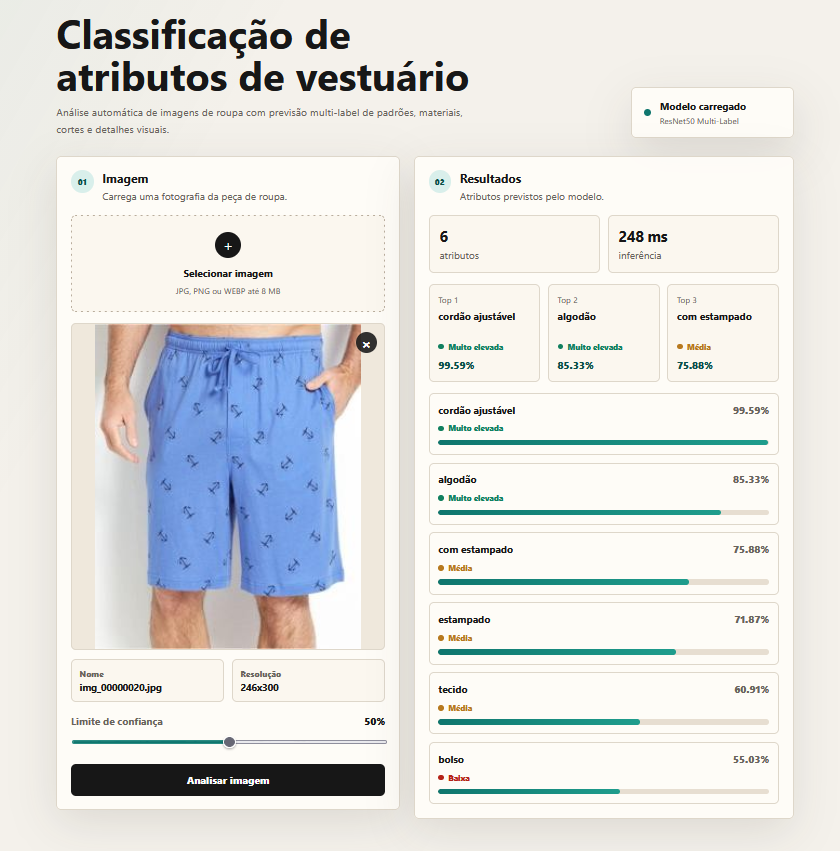 Classificação de
atributos de vestuário
Análise automática de imagens de roupa com previsão multi-label de padrões, materiais,
cortes e detalhes visuais.
Modelo carregado
ResNet50 Multi-Label
01
Imagem
Carrega uma fotografia da peça de roupa.
+
Selecionar imagem
JPG, PNG ou WEBP até 8 MB
×
Nome
img_00000020.jpg
Resolução
246x300
Limite de confiança
50%
Analisar imagem
02
Resultados
Atributos previstos pelo modelo.
6
atributos
248 ms
inferência
Top 1
cordão ajustável
Muito elevada
99.59%
Top 2
algodão
Muito elevada
85.33%
Top 3
com estampado
Média
75.88%
cordão ajustável
99.59%
Muito elevada
algodão
85.33%
Muito elevada
com estampado
75.88%
Média
estampado
71.87%
Média
tecido
60.91%
Média
bolso
55.03%
Baixa